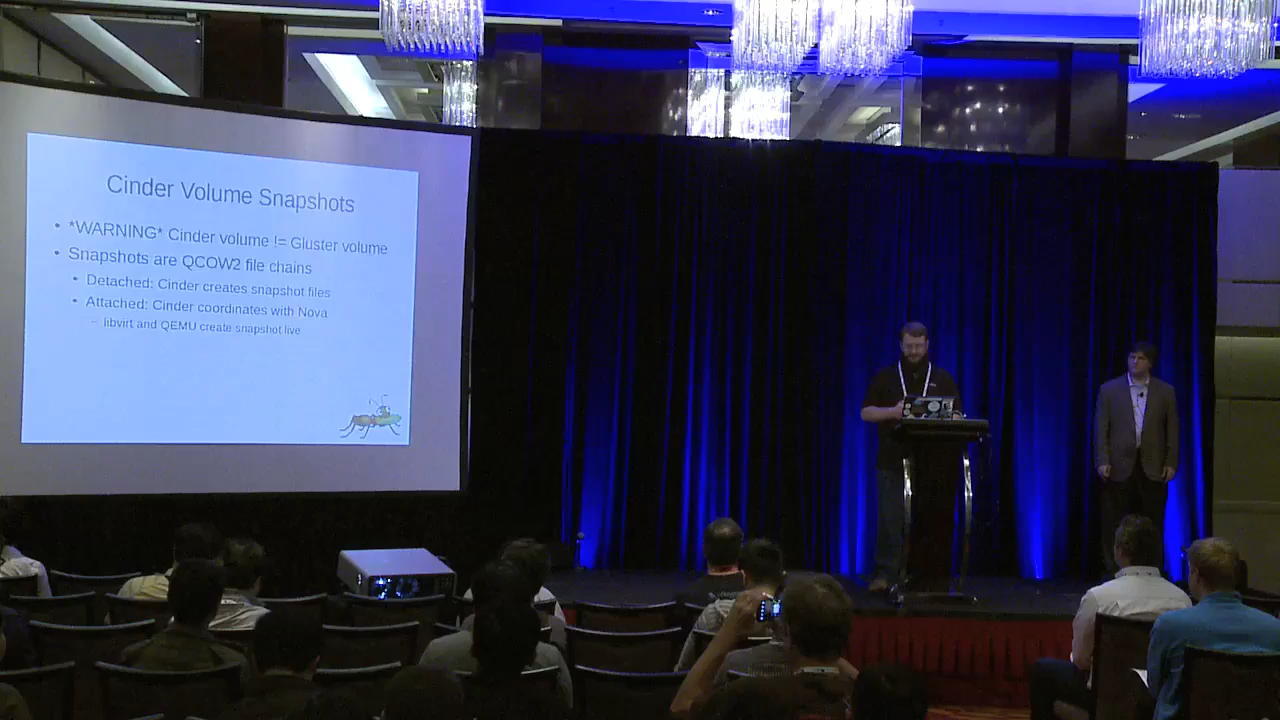 Cinder Volume Snapshots
• *WARNING* Cinder volume != Gluster volume
• Snapshots are QCOW2 file chains
• Detached: Cinder creates snapshot files
• Attached: Cinder coordinates with Nova
– libvirt and QEMU create snapshot live